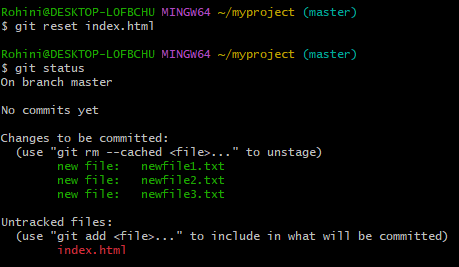 Rohini@DESKTOP-LOFBCHU MINGW64 ~/myproject (master)
$ git reset index.html
Rohini@DESKTOP-LOFBCHU MINGW64 ~/myproject (master)
$ git status
On branch master
No commits yet
Changes to be committed:
(use "git rm --cached <file>..." to unstage)
new file: newfile1.txt
new file: newfile2.txt
new file: newfile3.txt
Untracked files:
(use "git add <file>..." to include in what will be committed)
index.html